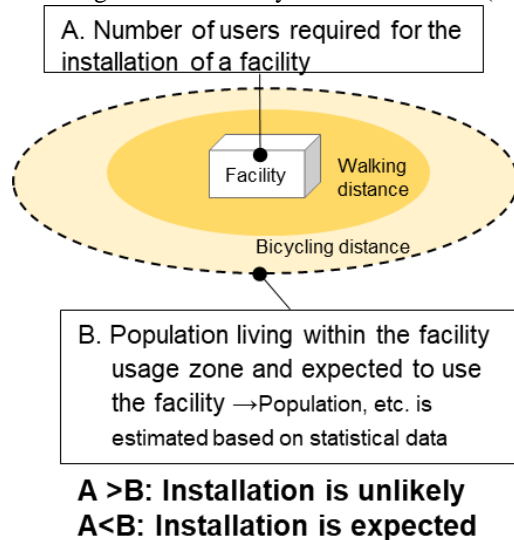 A. Number of users required for the
installation of a facility
Facility
Walking
distance
Bicycling distance
B. Population living within the facility
usage zone and expected to use
the facility →Population, etc. is
estimated based on statistical data
A >B: Installation is unlikely
A<B: Installation is expected